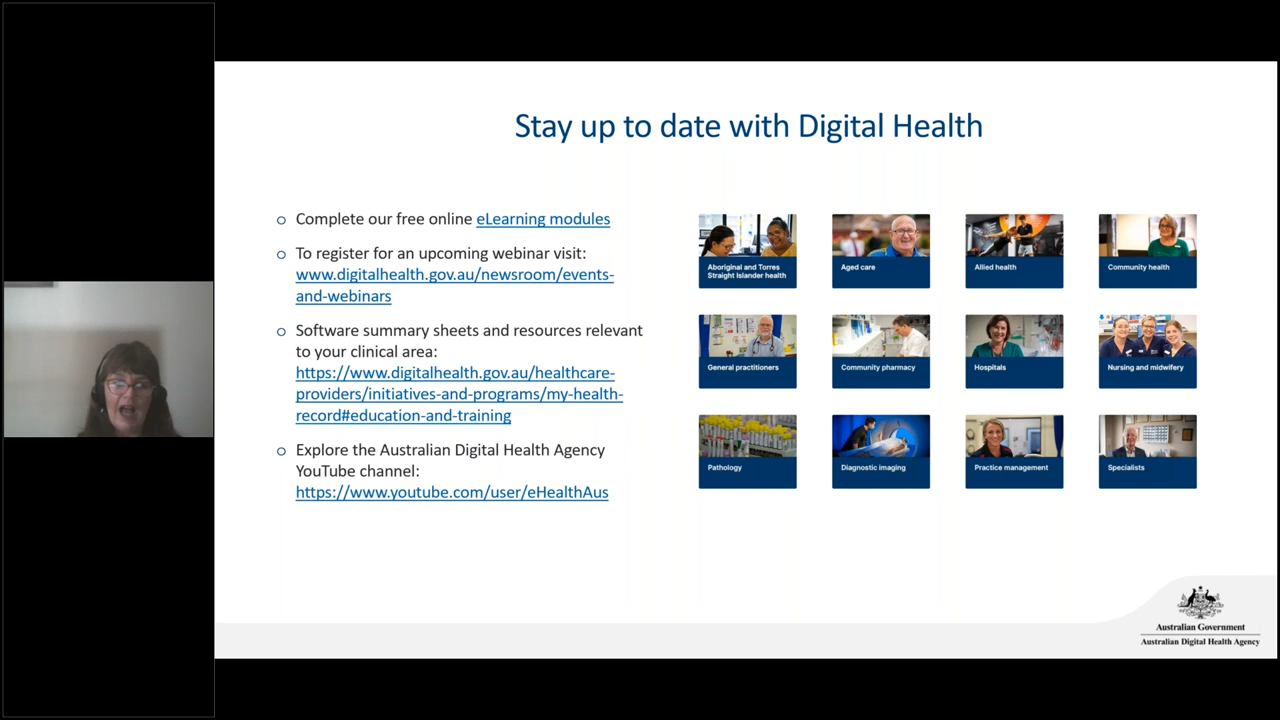 Stay up to date with Digital Health
Complete our free online eLearning modules
To register for an upcoming webinar visit:
www.digitalhealth.gov.au/newsroom/events-
and-webinars
Software summary sheets and resources relevant
to your clinical area:
https://www.digitalhealth.gov.au/healthcare-
providers/initiatives-and-programs/my-health-
record#education-and-training
Explore the Australian Digital Health Agency
YouTube channel:
https://www.youtube.com/user/eHealthAus
Aboriginal and Torres
Straight Islander health
Aged care
Allied health
Community health
General practitioners
Community pharmacy
Hospitals
Nursing and midwifery
Pathology
Diagnostic imaging
Practice management
Specialists
Australian Government
Australian Digital Health Agency